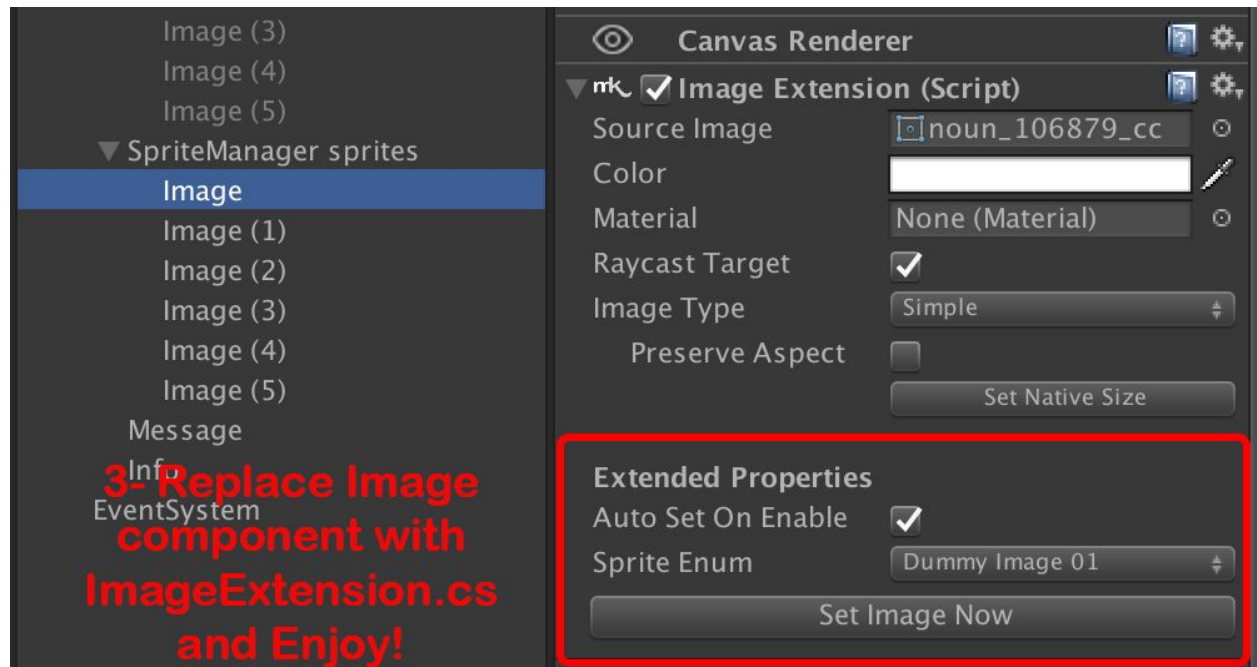 Image (3)
Image (4)
Image (5)
SpriteManager sprites
Image
Image (1)
Image (2)
Image (3)
Image (4)
Image (5)
Message
Info
EventSystem
3- Replace Image
component with
ImageExtension.cs
and Enjoy!
Canvas Renderer
mk Image Extension (Script)
Source Image noun_106879_cc
Color
Material None (Material)
Raycast Target
Image Type Simple
Preserve Aspect
Set Native Size
Extended Properties
Auto Set On Enable
Sprite Enum Dummy Image 01
Set Image Now